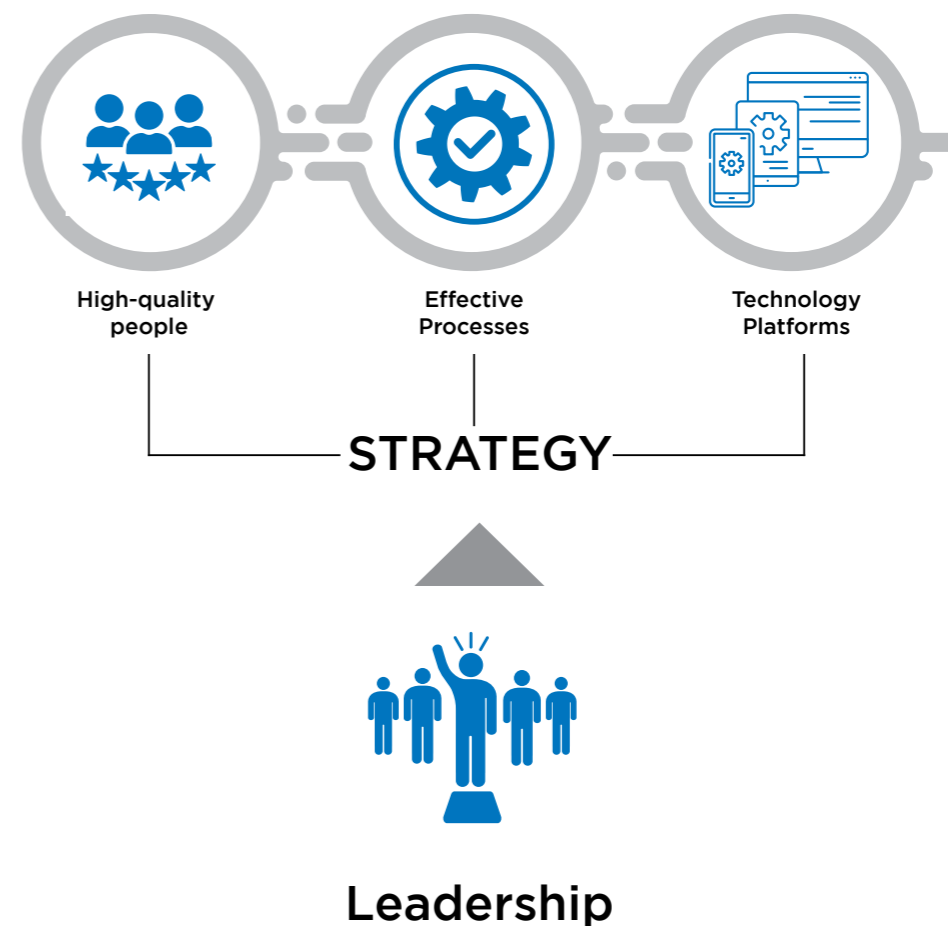 High-quality
people
Effective
Processes
Technology
Platforms
STRATEGY
Leadership